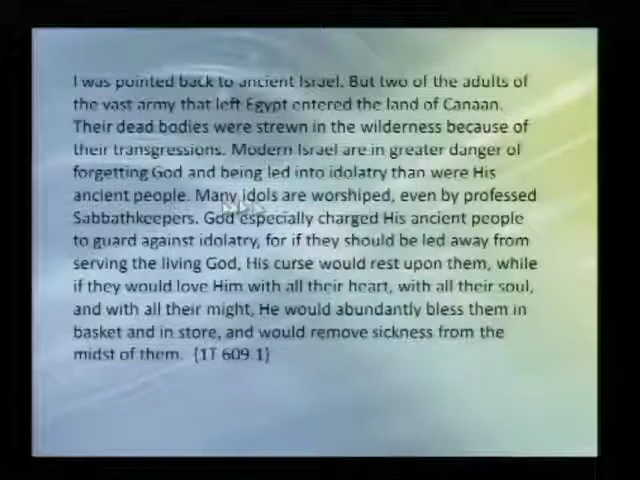 I was pointed back to ancient Israel. But two of the adults of
the vast army that left Egypt entered the land of Canaan.
Their dead bodies were strewn in the wilderness because of
their transgressions. Modern Israel are in greater danger of
forgetting God and being led into idolatry than were His
ancient people. Many idols are worshiped, even by professed
Sabbathkeepers. God especially charged His ancient people
to guard against idolatry, for if they should be led away from
serving the living God, His curse would rest upon them, while
if they would love Him with all their heart, with all their soul,
and with all their might, He would abundantly bless them in
basket and in store, and would remove sickness from the
midst of them. {1T 609.1}